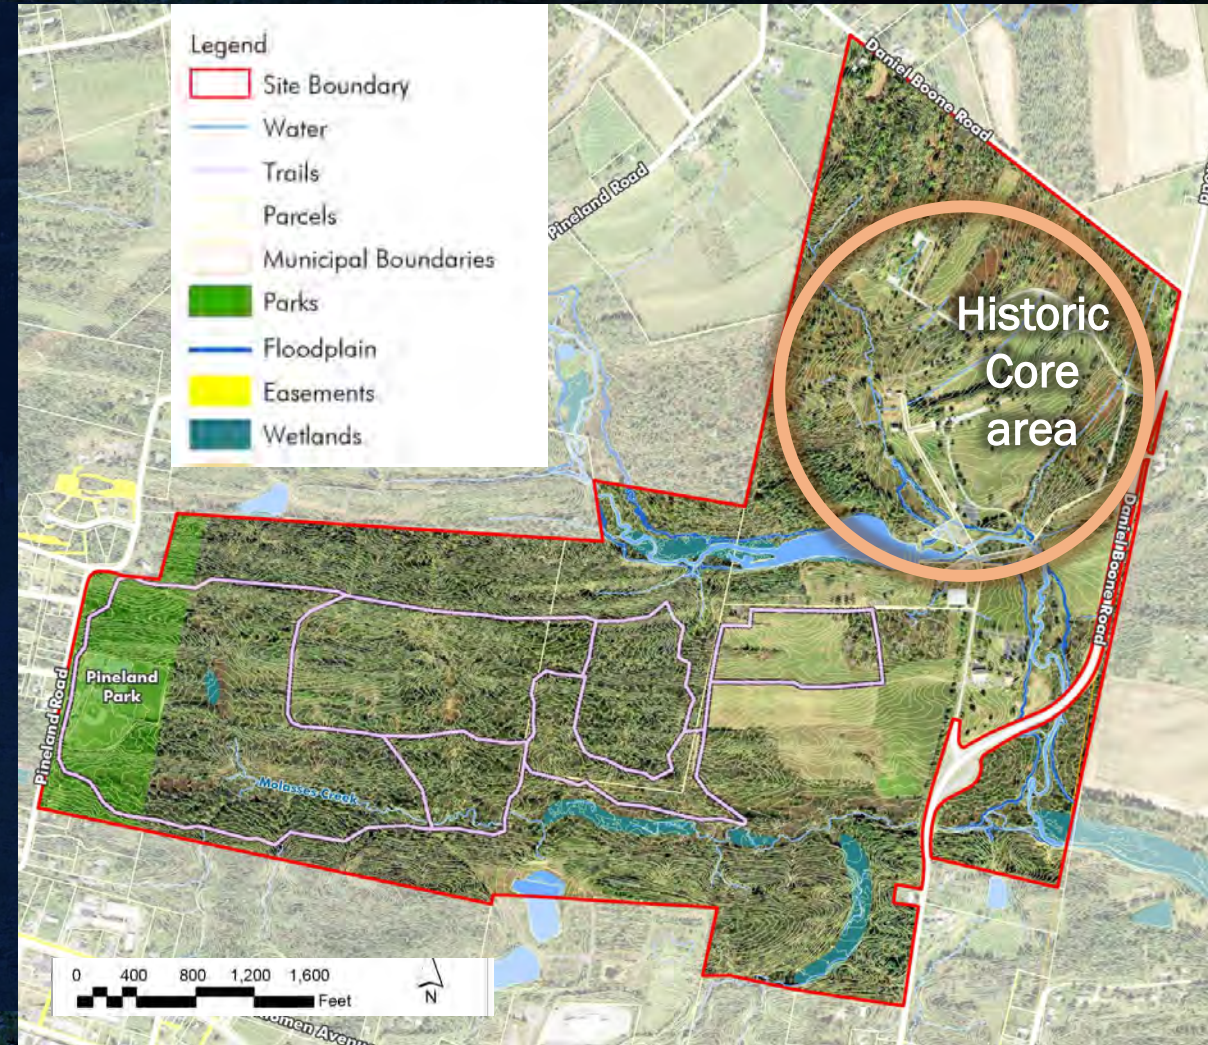 Legend
Site Boundary
Water
Trails
Parcels
Municipal Boundaries
Parks
Floodplain
Easements
Wetlands
Daniel Boone Road
Pineland Road
Historic
Core
area
Daniel Boone Road
Pineland
Park
Pineland Road
Molasses Creek
0 400 800 1,200 1,600
Feet
N